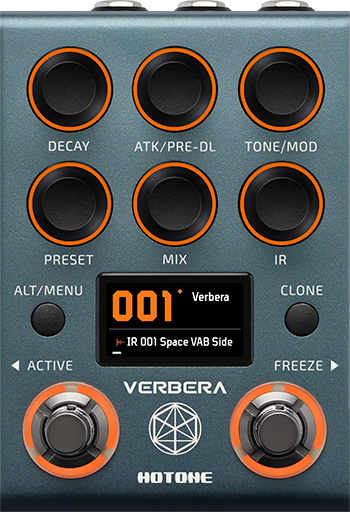 DECAY ATK/PRE-DL TONE/MOD
PRESET MIX IR
ALT/MENU CLONE
001 Verbera
IR 001 Space VAB Side
ACTIVE FREEZE
VERBERA
HOTONE